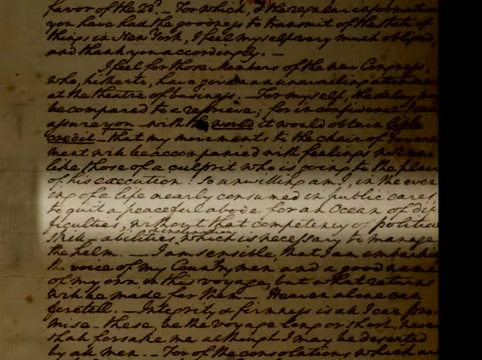 favor of the 22d.—For which, & the regular information
you have had the goodness to transmit of the state of
things in New York, I feel myself very much obliged,
and thank you accordingly.—
I feel for those Members of the new Congress,
who, hitherto, have given an unavailing attendance
at the theatre of business.—For myself, the delay may
be compared to a reprieve; for in confidence I can
assure you—with the world it would obtain little
credit—that my movements to the chair of Govern
ment will be accompanied with feelings not unlike
those of a culprit who is going to the place
of his execution: so unwilling am I, in the even
ing of a life nearly consumed in public cares,
to quit a peaceful abode for an Ocean of dif
ficulties, without that competency of political
skill, abilities & inclination which is necessary to manage
the helm.—I am sensible, that I am embarking
the voice of my Countrymen and a good name
of my own, on this voyage, but what returns
will be made for them—Heaven alone can
foretell.—Integrity & firmness is all I can pro
mise—these, be the voyage long or short, never
shall forsake me although I may be deserted
by all men.—For of the consolations which are